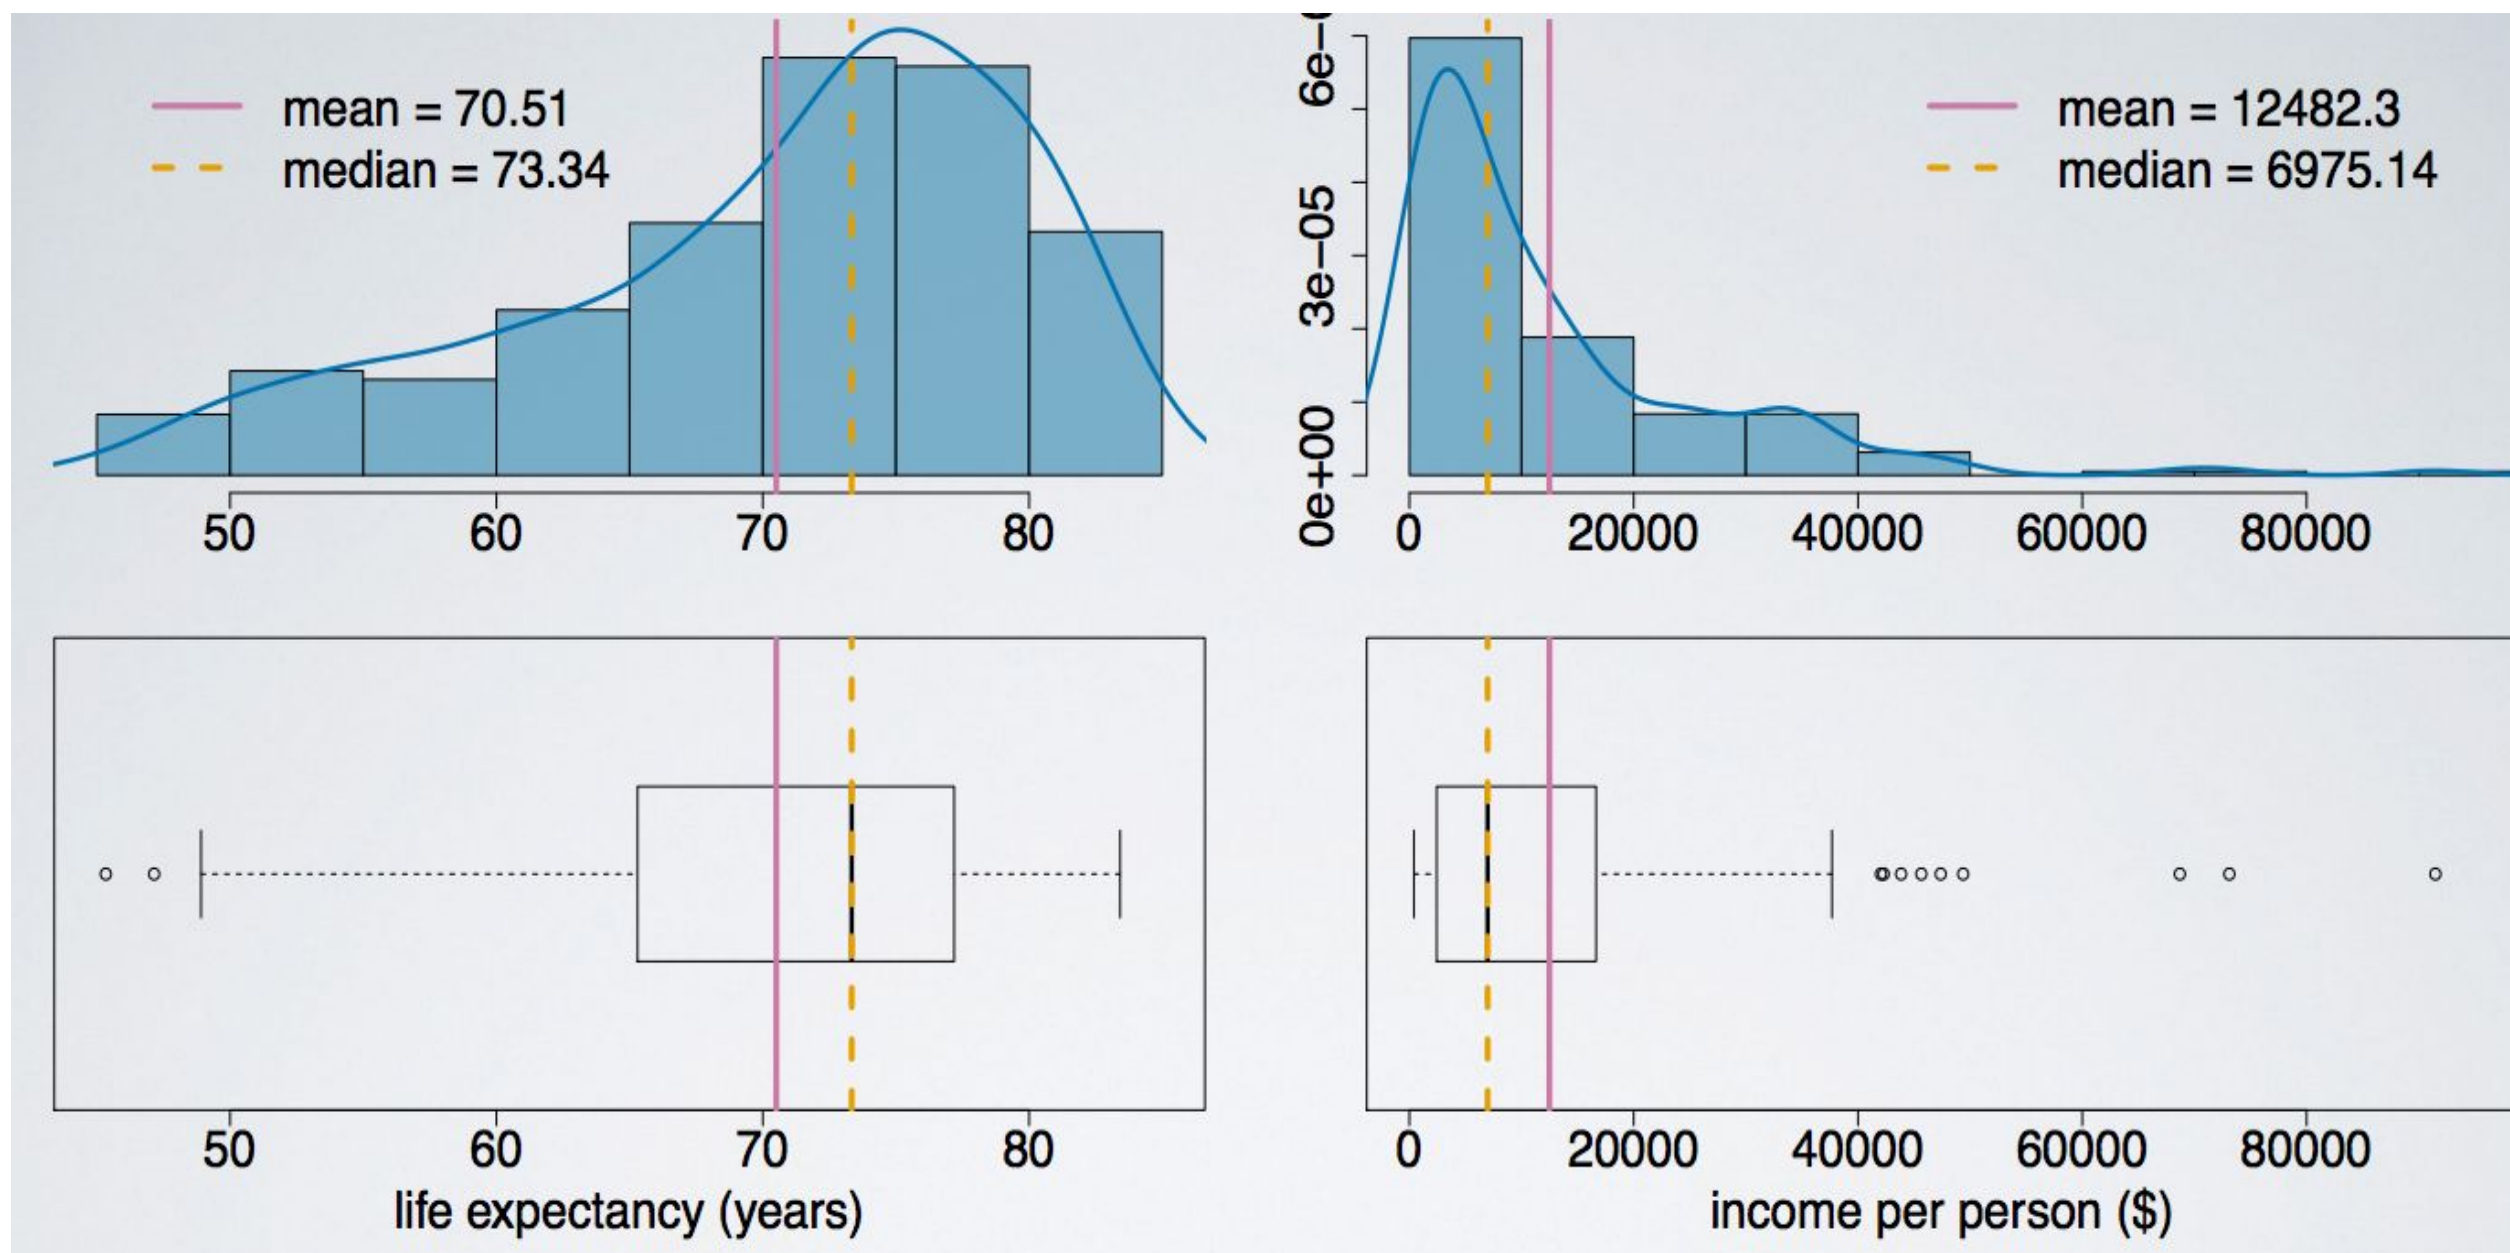 mean = 70.51
median = 73.34
50 60 70 80
6e-0
3e-05
0e+00
mean = 12482.3
median = 6975.14
0 20000 40000 60000 80000
50 60 70 80
life expectancy (years)
0 20000 40000 60000 80000
income per person ($)